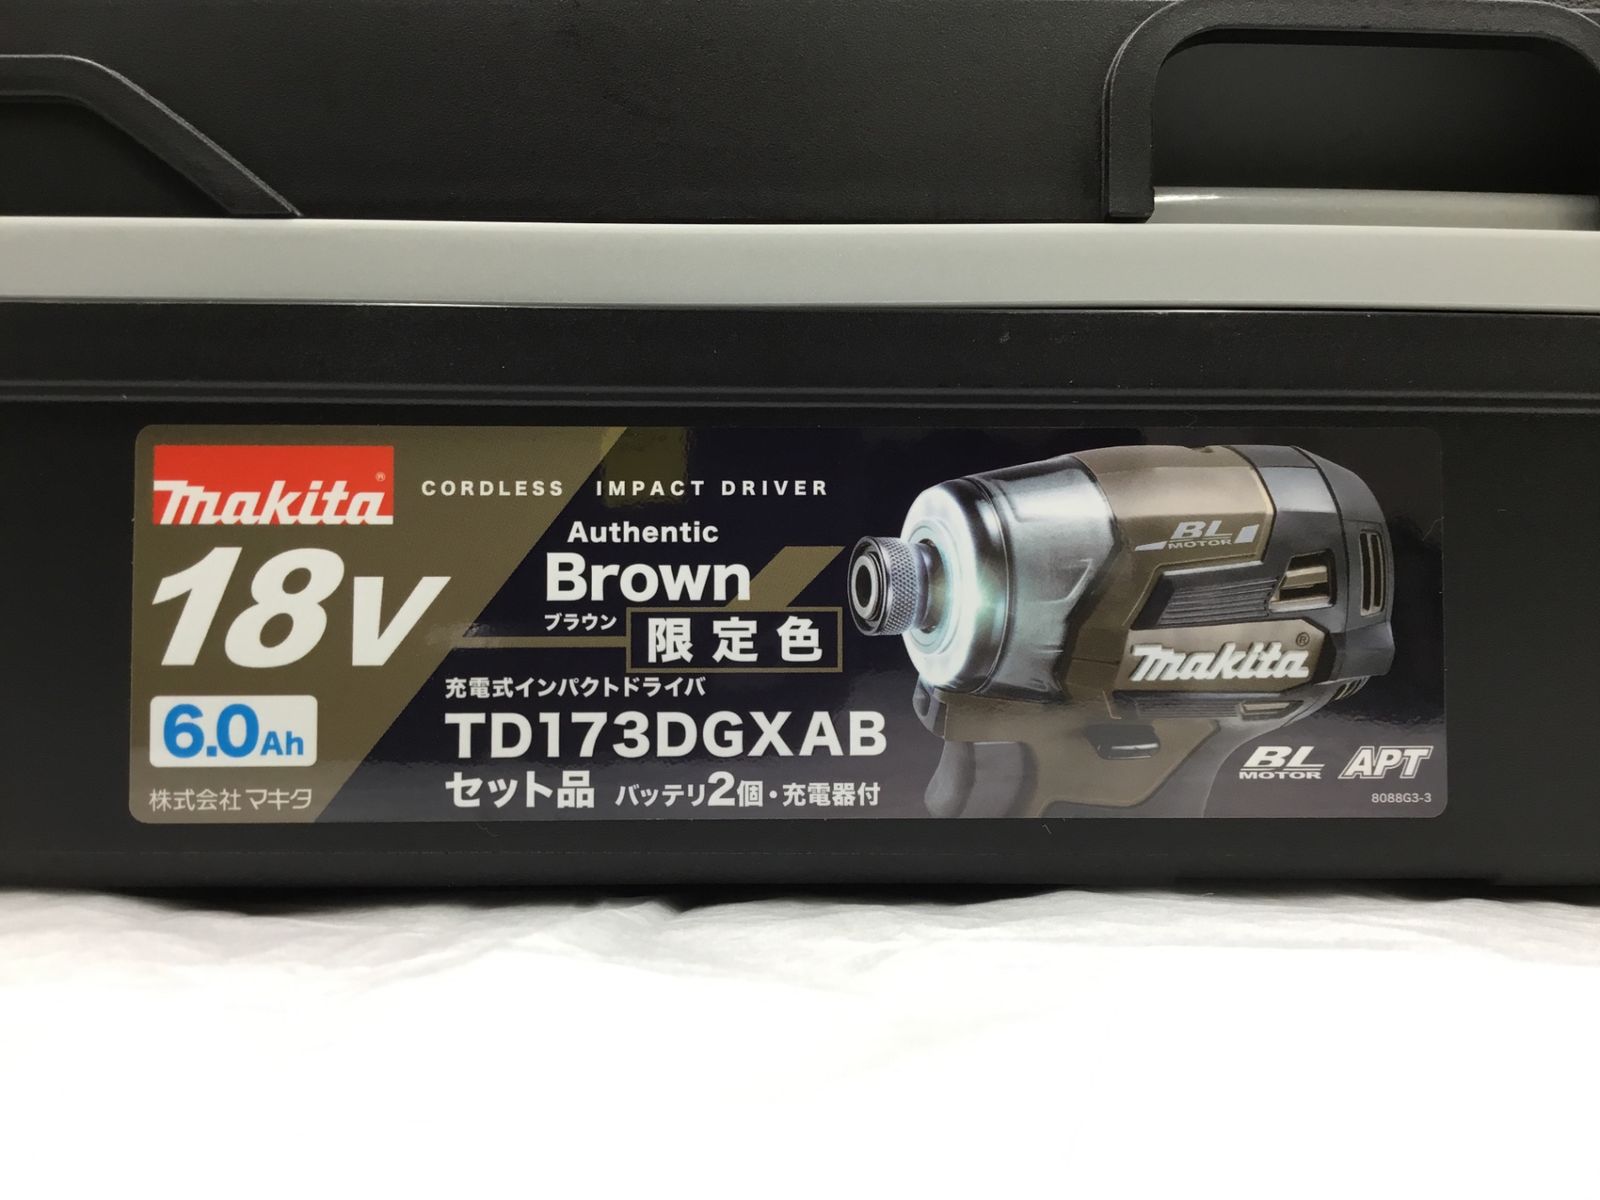 makita®
CORDLESS IMPACT DRIVER
18V
6.0Ah
株式会社 マキタ
Authentic
Brown
ブラウン
限定色
充電式インパクトドライバ
TD173DGXAB
セット品 バッテリ2個・充電器付
BL
MOTOR
makita®
BL
MOTOR
APT
8088G3-3